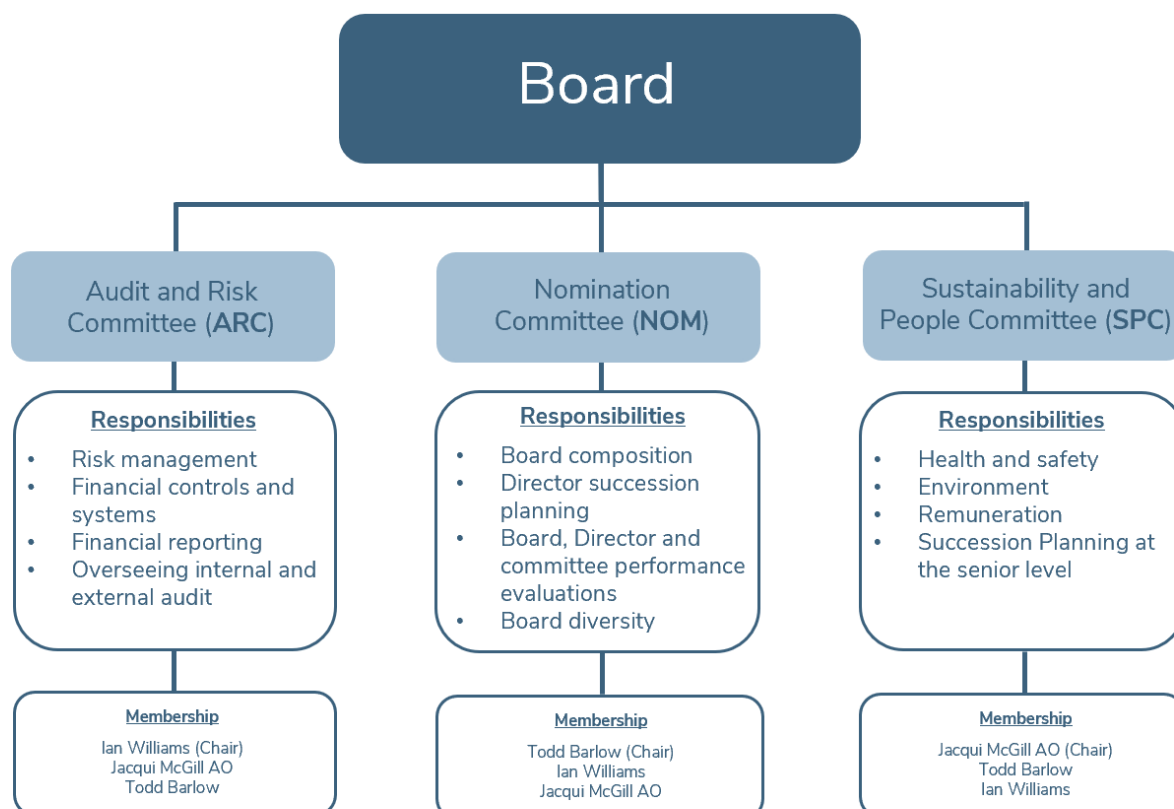 Board
Audit and Risk
Committee (ARC)
Responsibilities
• Risk management
• Financial controls and
systems
• Financial reporting
• Overseeing internal and
external audit
Membership
Ian Williams (Chair)
Jacqui McGill AO
Todd Barlow
Nomination
Committee (NOM)
Responsibilities
• Board composition
• Director succession
planning
• Board, Director and
committee performance
evaluations
• Board diversity
Membership
Todd Barlow (Chair)
Ian Williams
Jacqui McGill AO
Sustainability and
People Committee (SPC)
Responsibilities
• Health and safety
• Environment
• Remuneration
• Succession Planning at
the senior level
Membership
Jacqui McGill AO (Chair)
Todd Barlow
Ian Williams